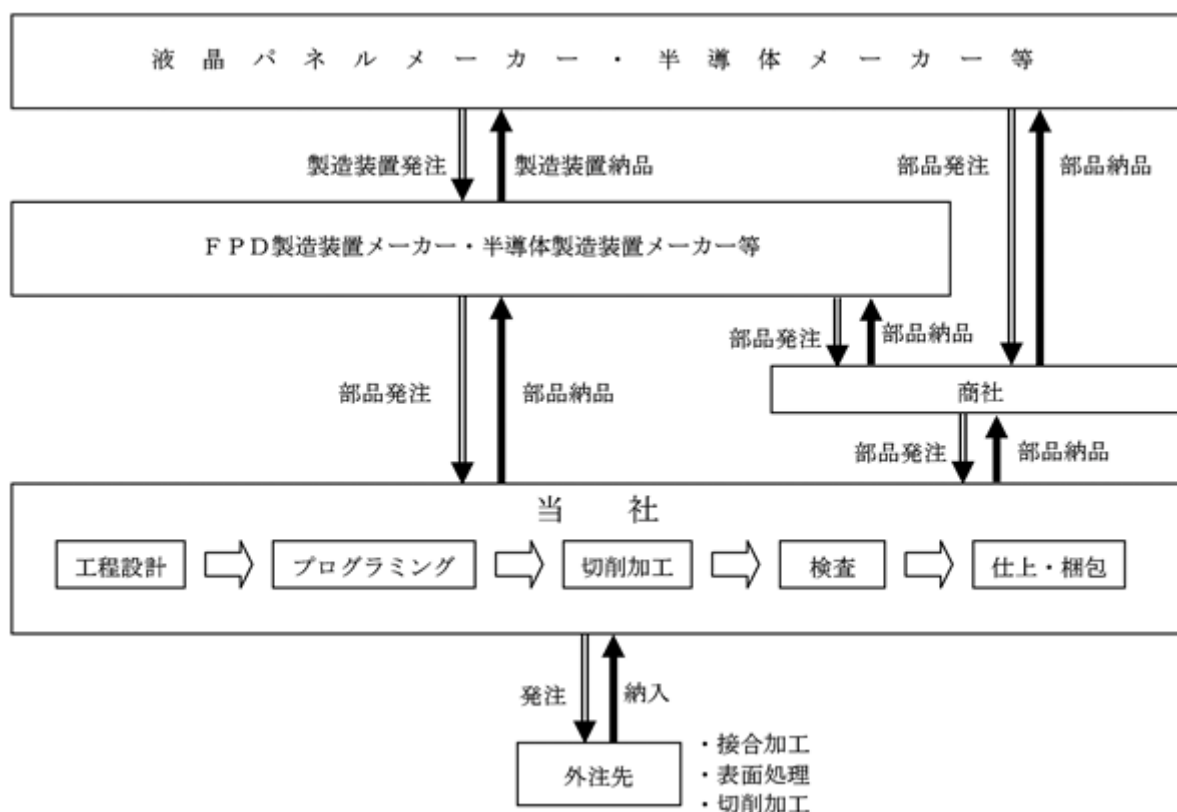 液晶パネルメーカー・半導体メーカー等
製造装置発注
製造装置納品
部品発注
部品納品
FPD製造装置メーカー・半導体製造装置メーカー等
部品発注
部品納品
部品発注
部品納品
商社
部品発注
部品納品
当社
工程設計
プログラミング
切削加工
検査
仕上・梱包
発注
納入
外注先
・接合加工
・表面処理
・切削加工